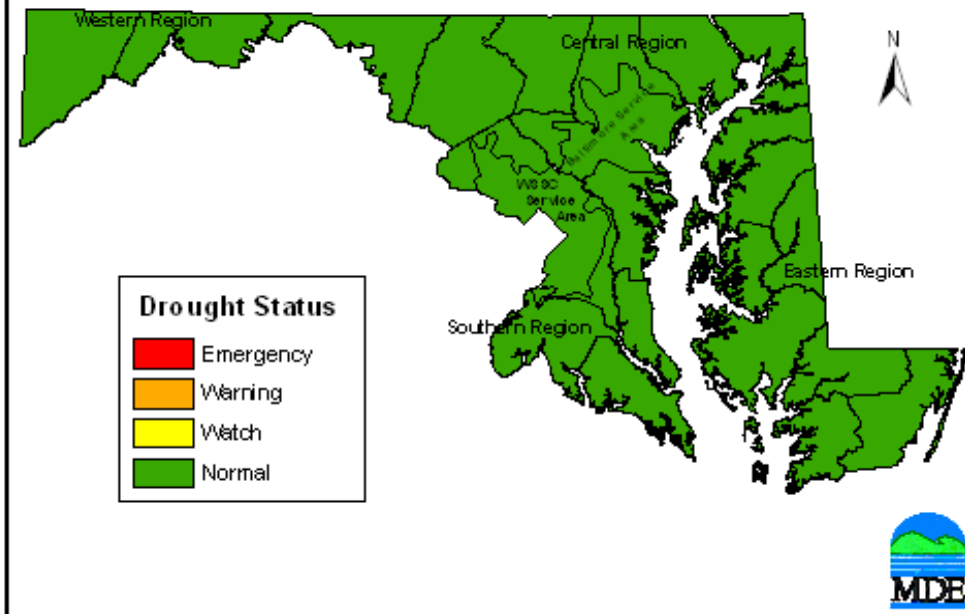 Western Region
Central Region
N
Baltimore Service
Area
WSSC
Service
Area
Eastern Region
Southern Region
Drought Status
Emergency
Warning
Watch
Normal
MDE